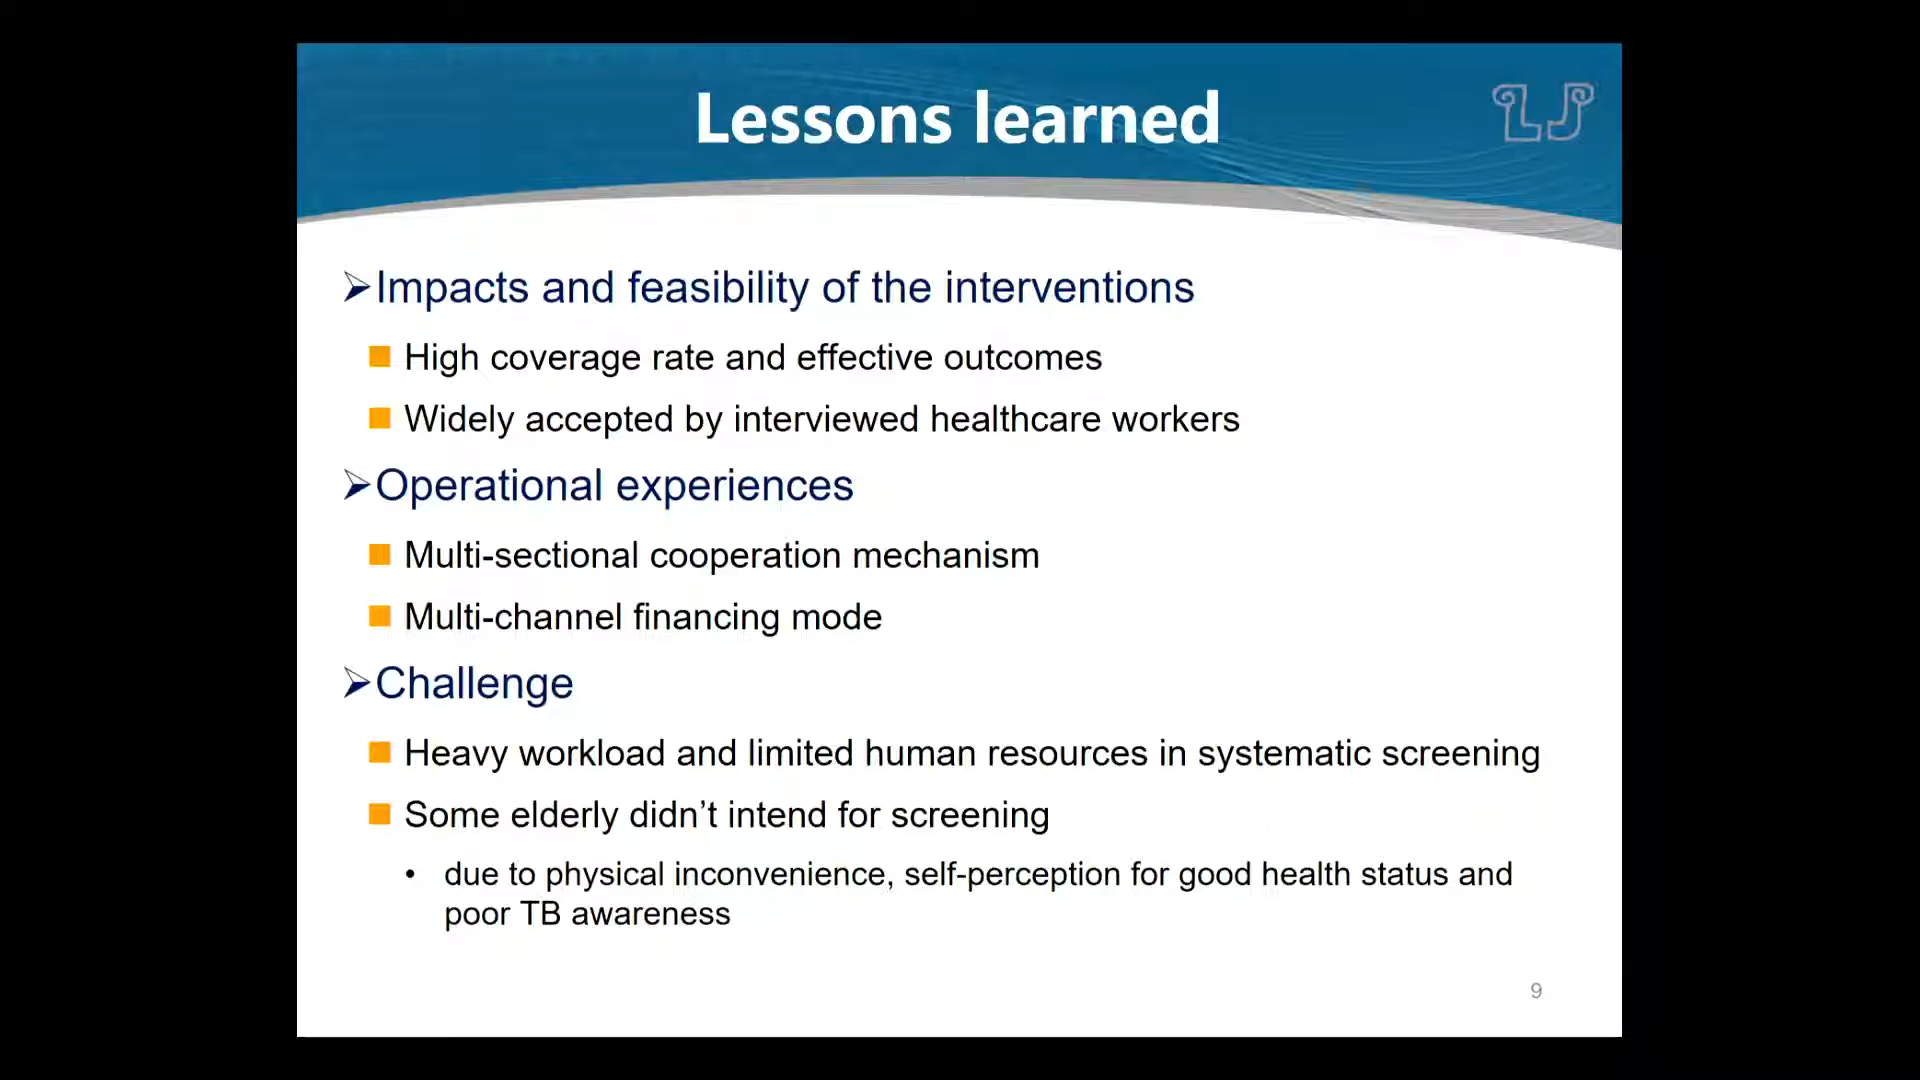 Lessons learned
LJ
➢Impacts and feasibility of the interventions
■ High coverage rate and effective outcomes
■ Widely accepted by interviewed healthcare workers
➢Operational experiences
■ Multi-sectional cooperation mechanism
■ Multi-channel financing mode
➢Challenge
■ Heavy workload and limited human resources in systematic screening
■ Some elderly didn’t intend for screening
• due to physical inconvenience, self-perception for good health status and
poor TB awareness
9